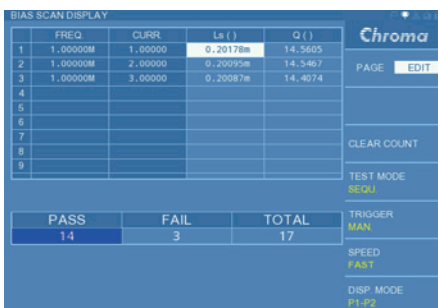 BIAS SCAN DISPLAY
FREQ. CURR. Ls ( ) Q ( )
1 1.00000M 1.00000 0.20178m 14.5605
2 1.00000M 2.00000 0.20095m 14.5467
3 1.00000M 3.00000 0.20087m 14.4074
4
5
6
7
8
9
PASS FAIL TOTAL
14 3 17
Chroma
PAGE EDIT
CLEAR COUNT
TEST MODE
SEQU.
TRIGGER
MAN.
SPEED
FAST
DISP. MODE
P1-P2